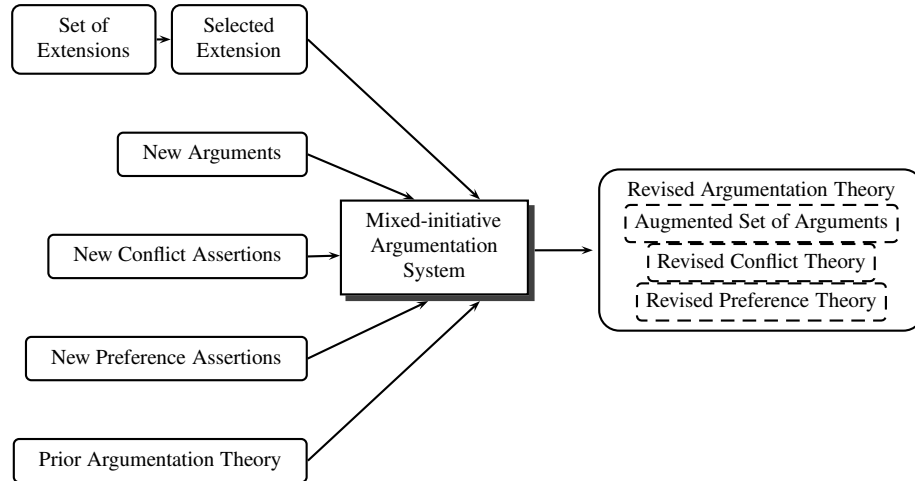 Set of
Extensions
Selected
Extension
New Arguments
New Conflict Assertions
New Preference Assertions
Prior Argumentation Theory
Mixed-initiative
Argumentation
System
Revised Argumentation Theory
Augmented Set of Arguments
Revised Conflict Theory
Revised Preference Theory